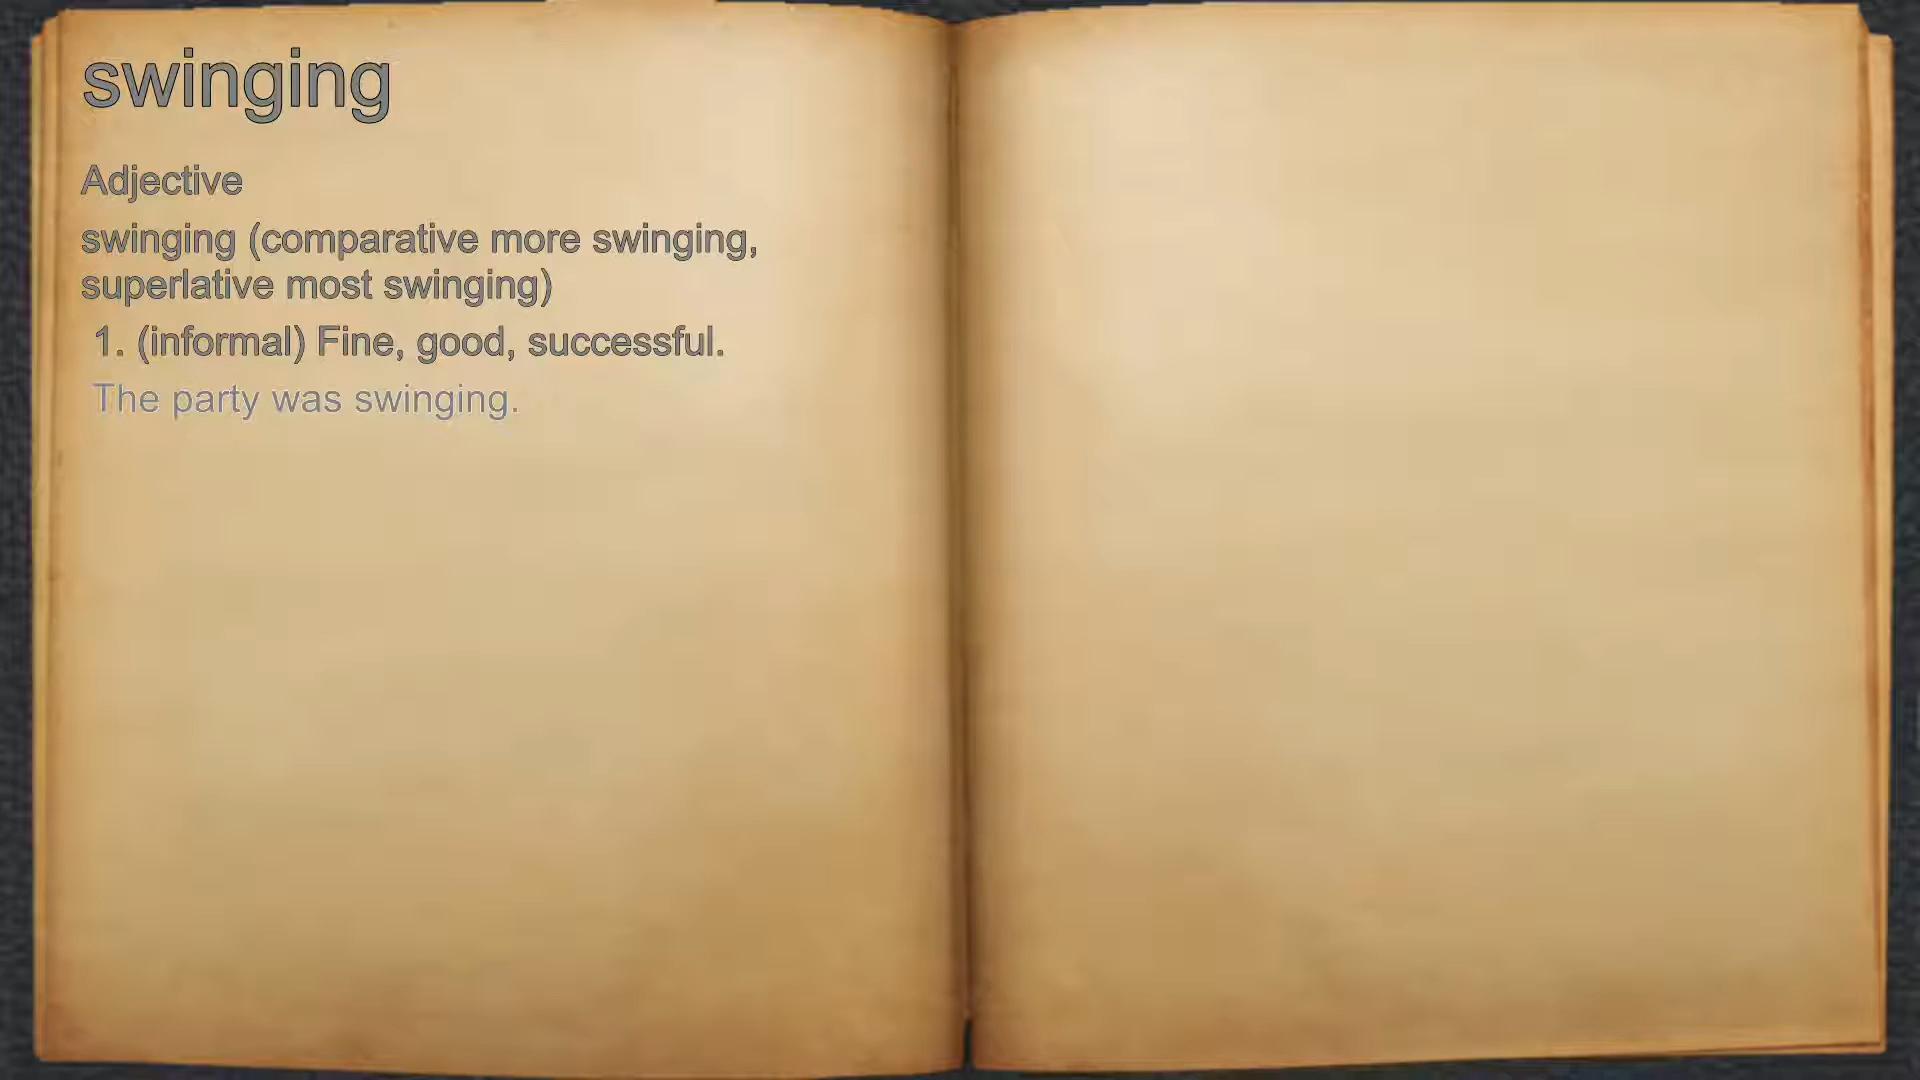 swinging
Adjective
swinging (comparative more swinging,
superlative most swinging)
1. (informal) Fine, good, successful.
The party was swinging.